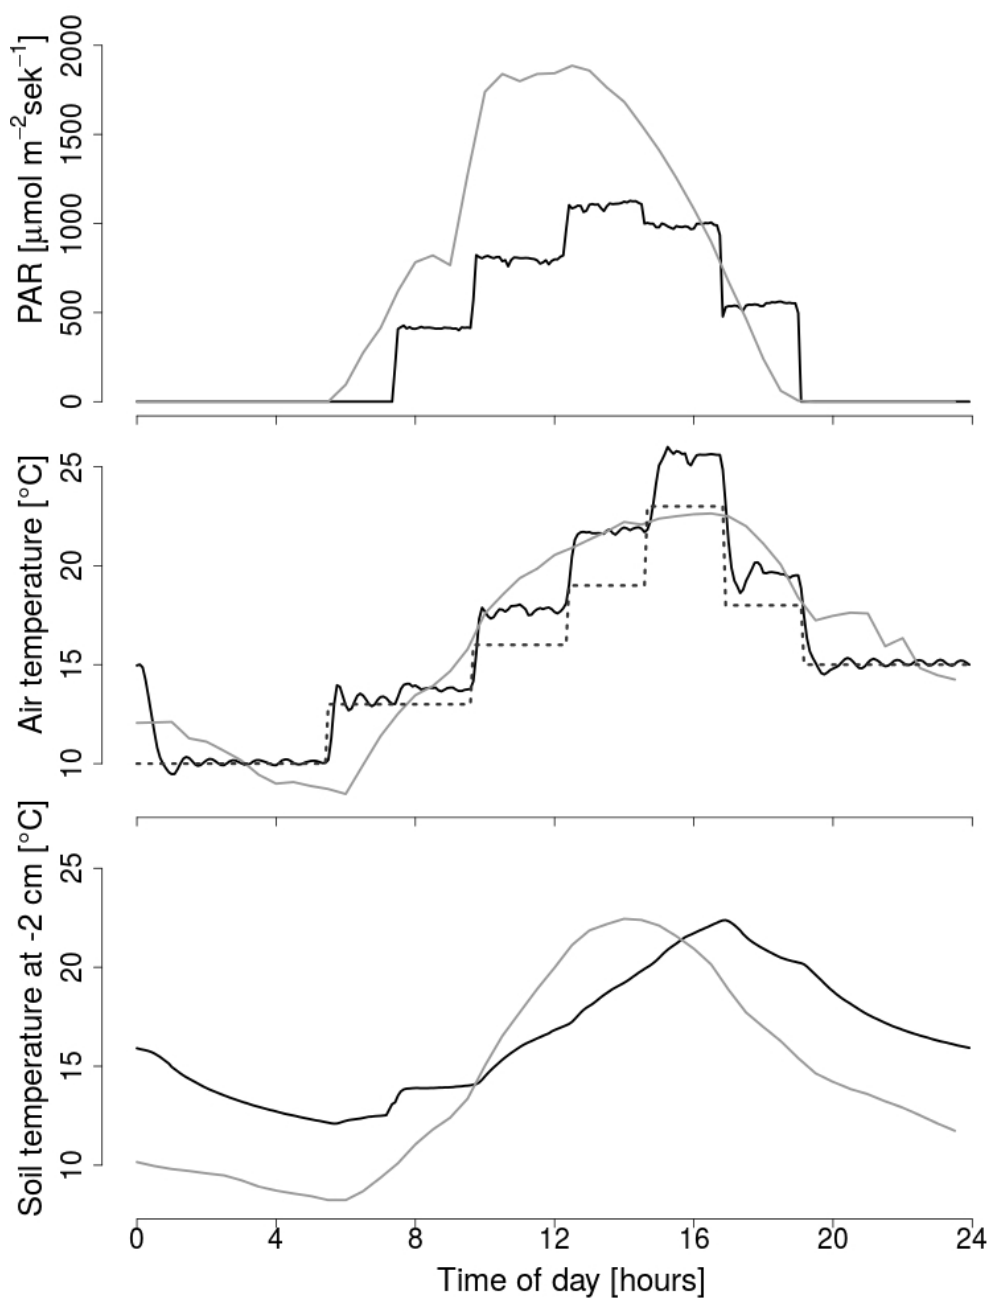 PAR [μmol m−2sek−1]
2000
1500
1000
500
0
Air temperature [°C]
25
20
15
10
Soil temperature at -2 cm [°C]
25
20
15
10
0 4 8 12 16 20 24
Time of day [hours]